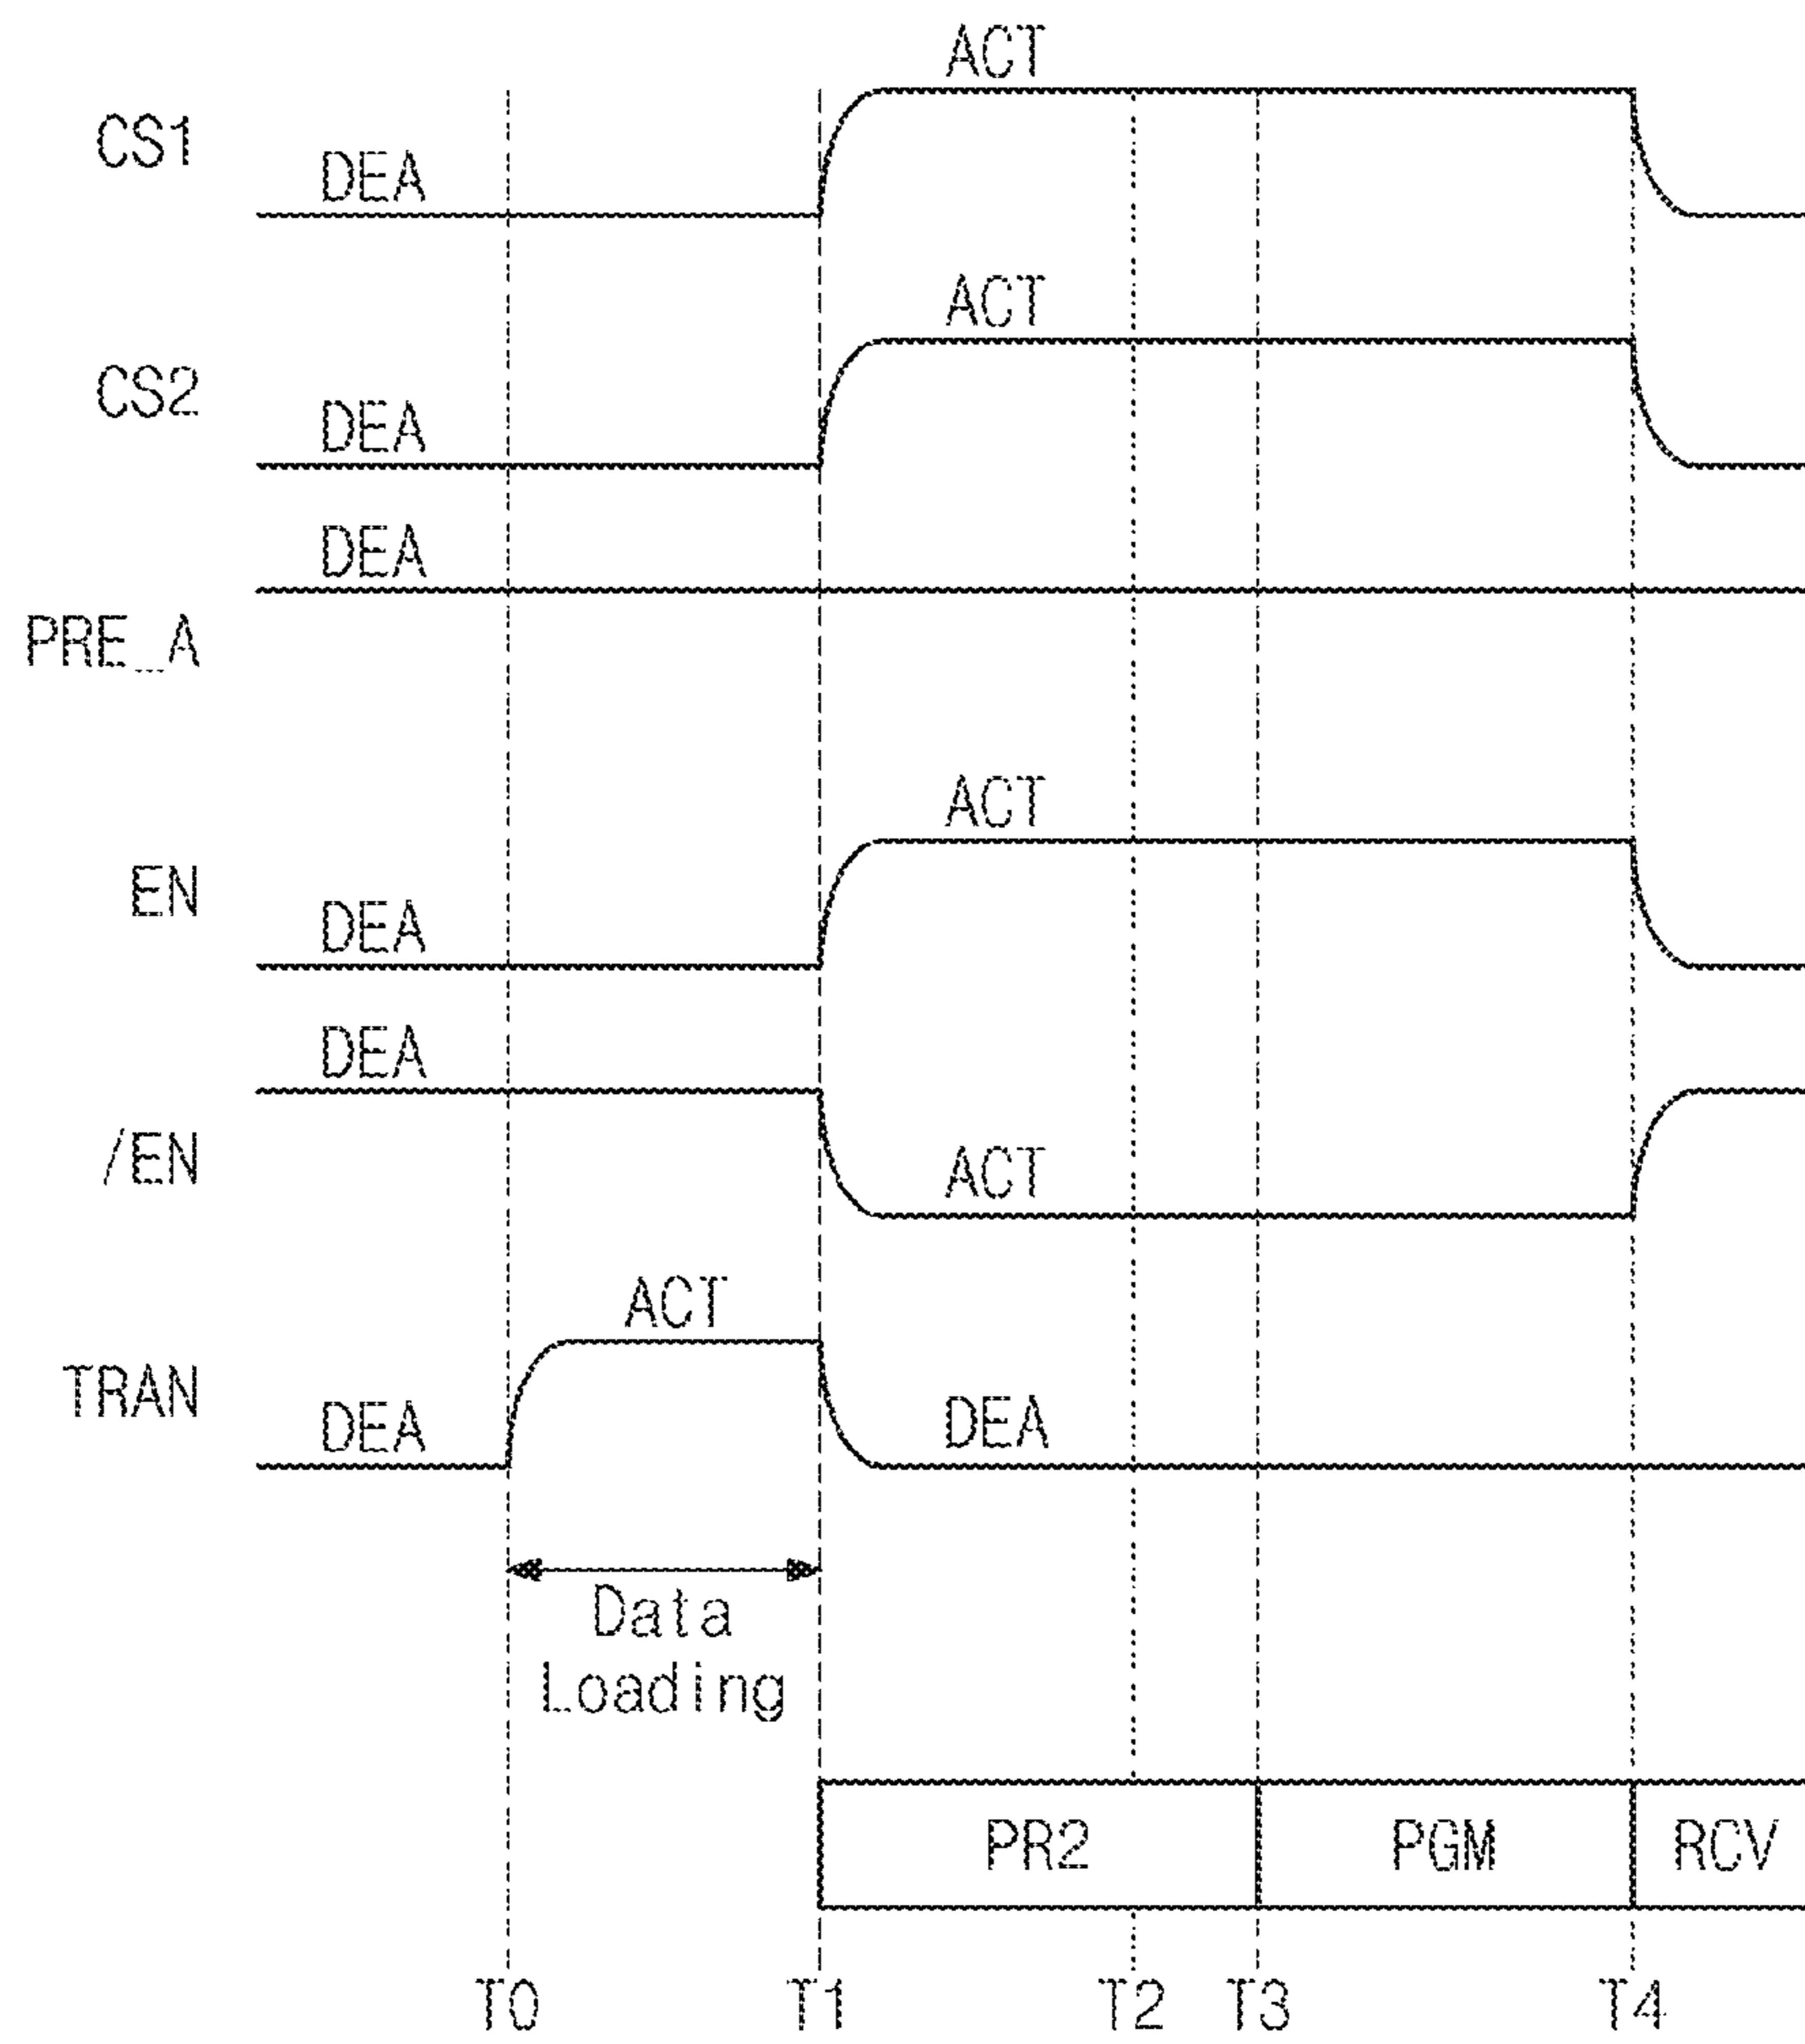 ACT
CS1
DEA
ACT
CS2
DEA
DEA
PRE_A
ACT
EN
DEA
DEA
/EN
ACT
ACT
TRAN
DEA
DEA
Data
Loading
PR2 PGM RCV
T0 T1 T2 T3 T4